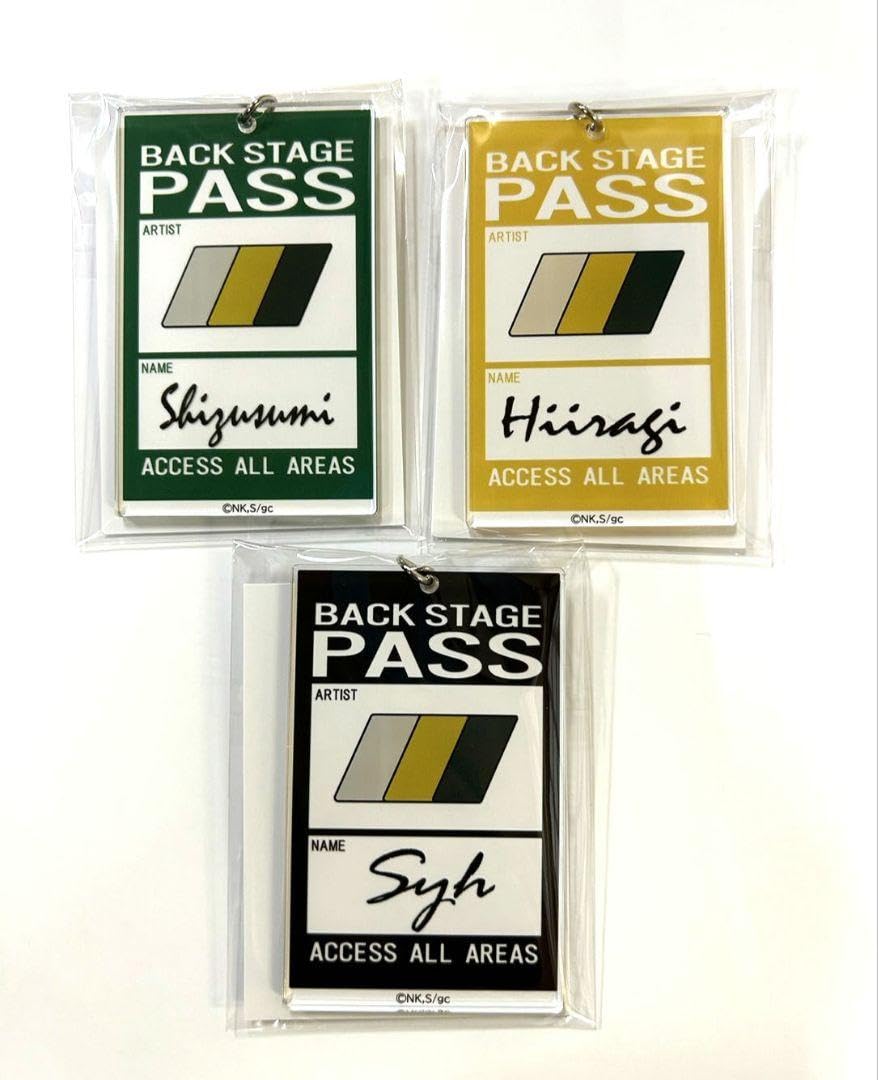 BACK STAGE
PASS
ARTIST
NAME
Shizusumi
ACCESS ALL AREAS
©NK,S/gc
BACK STAGE
PASS
ARTIST
NAME
Hiiragi
ACCESS ALL AREAS
©NK,S/gc
BACK STAGE
PASS
ARTIST
NAME
Syh
ACCESS ALL AREAS
©NK,S/gc